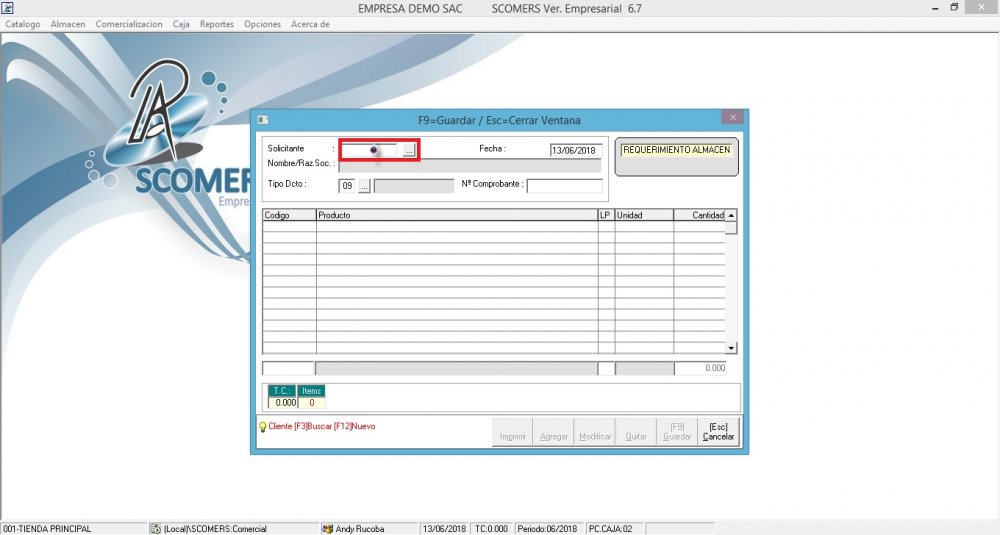 EMPRESA DEMO SAC SCOMERS Ver. Empresarial 6.7
Catalogo Almacen Comercializacion Caja Reportes Opciones Acerca de
F9=Guardar / Esc=Cerrar Ventana
Solicitante : ... Fecha : 13/06/2018 REQUERIMIENTO ALMACEN
Nombre/Raz.Soc. :
Tipo Dcto : 09 ... Nº Comprobante :
SCOMER
Empre
Codigo Producto LP Unidad Cantidad
0.000
T.C.: Items
0.000 0
Cliente [F3]Buscar [F12]Nuevo
Imprimir Agregar Modificar Quitar [F9] Guardar [Esc] Cancelar
001-TIENDA PRINCIPAL (Local)\SCOMERS:Comercial Andy Rucoba 13/06/2018 TC:0.000 Periodo:06/2018 PC.CAJA:02